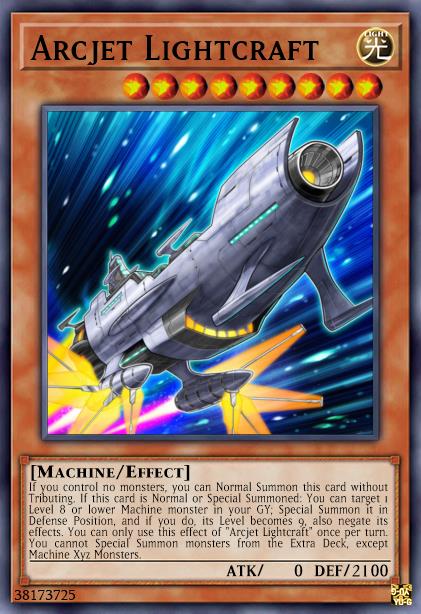 ARCJET LIGHTCRAFT
LIGHT
光
[MACHINE/EFFECT]
If you control no monsters, you can Normal Summon this card without
Tributing. If this card is Normal or Special Summoned: You can target 1
Level 8 or lower Machine monster in your GY; Special Summon it in
Defense Position, and if you do, its Level becomes 9, also negate its
effects. You can only use this effect of "Arcjet Lightcraft" once per turn.
You cannot Special Summon monsters from the Extra Deck, except
Machine Xyz Monsters.
ATK/ 0 DEF/2100
38173725